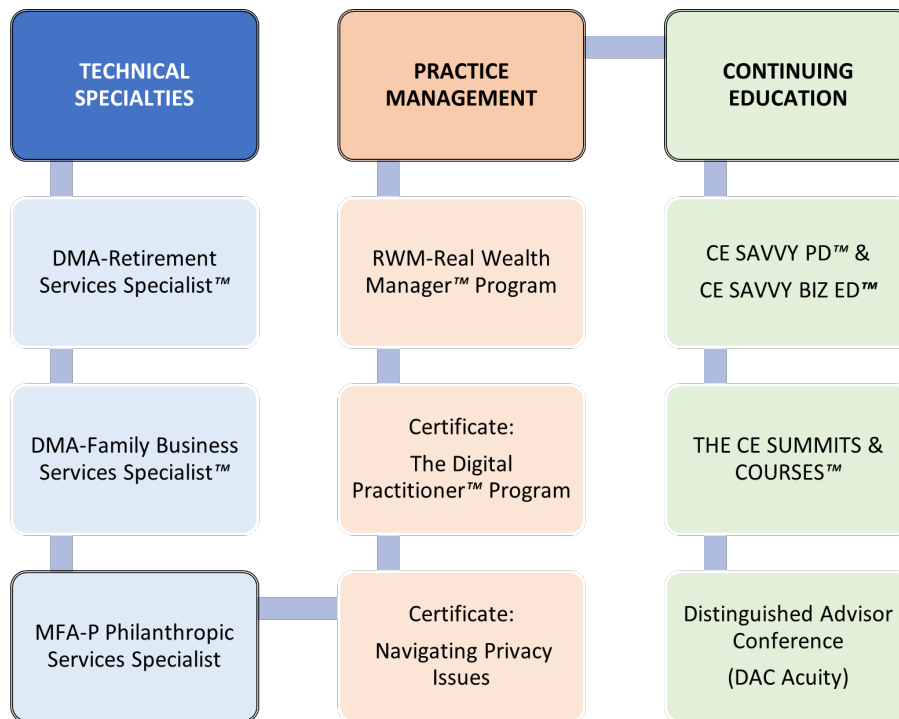 TECHNICAL
SPECIALTIES
DMA-Retirement
Services Specialist™
DMA-Family Business
Services Specialist™
MFA-P Philanthropic
Services Specialist
PRACTICE
MANAGEMENT
RWM-Real Wealth
Manager™ Program
Certificate:
The Digital
Practitioner™ Program
Certificate:
Navigating Privacy
Issues
CONTINUING
EDUCATION
CE SAVVY PD™ &
CE SAVVY BIZ ED™
THE CE SUMMITS &
COURSES™
Distinguished Advisor
Conference
(DAC Acuity)